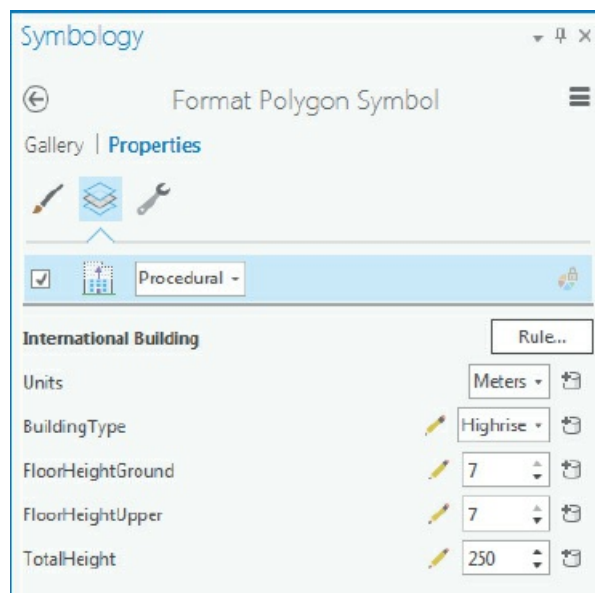 Symbology
Format Polygon Symbol
Gallery | Properties
Procedural
International Building Rule...
Units Meters
BuildingType Highrise
FloorHeightGround 7
FloorHeightUpper 7
TotalHeight 250